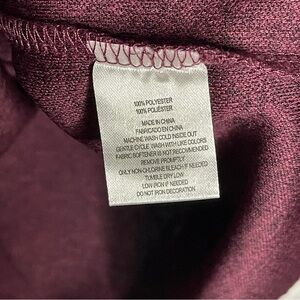 100% POLYESTER
100% POLIÉSTER
MADE IN CHINA
FABRICADO EN CHINA
MACHINE WASH COLD INSIDE OUT
GENTLE CYCLE WASH WITH LIKE COLORS
FABRIC SOFTENER IS NOT RECOMMENDED
REMOVE PROMPTLY
ONLY NON CHLORINE BLEACH IF NEEDED
TUMBLE DRY LOW
LOW IRON IF NEEDED
DO NOT IRON DECORATION